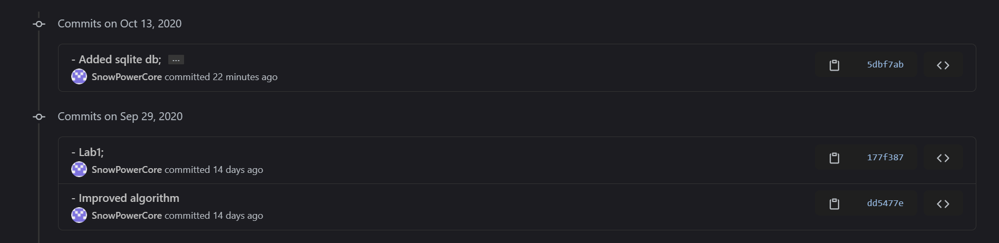 Commits on Oct 13, 2020
- Added sqlite db; ...
5dbf7ab
SnowPowerCore committed 22 minutes ago
Commits on Sep 29, 2020
- Lab1;
177f387
SnowPowerCore committed 14 days ago
- Improved algorithm
dd5477e
SnowPowerCore committed 14 days ago